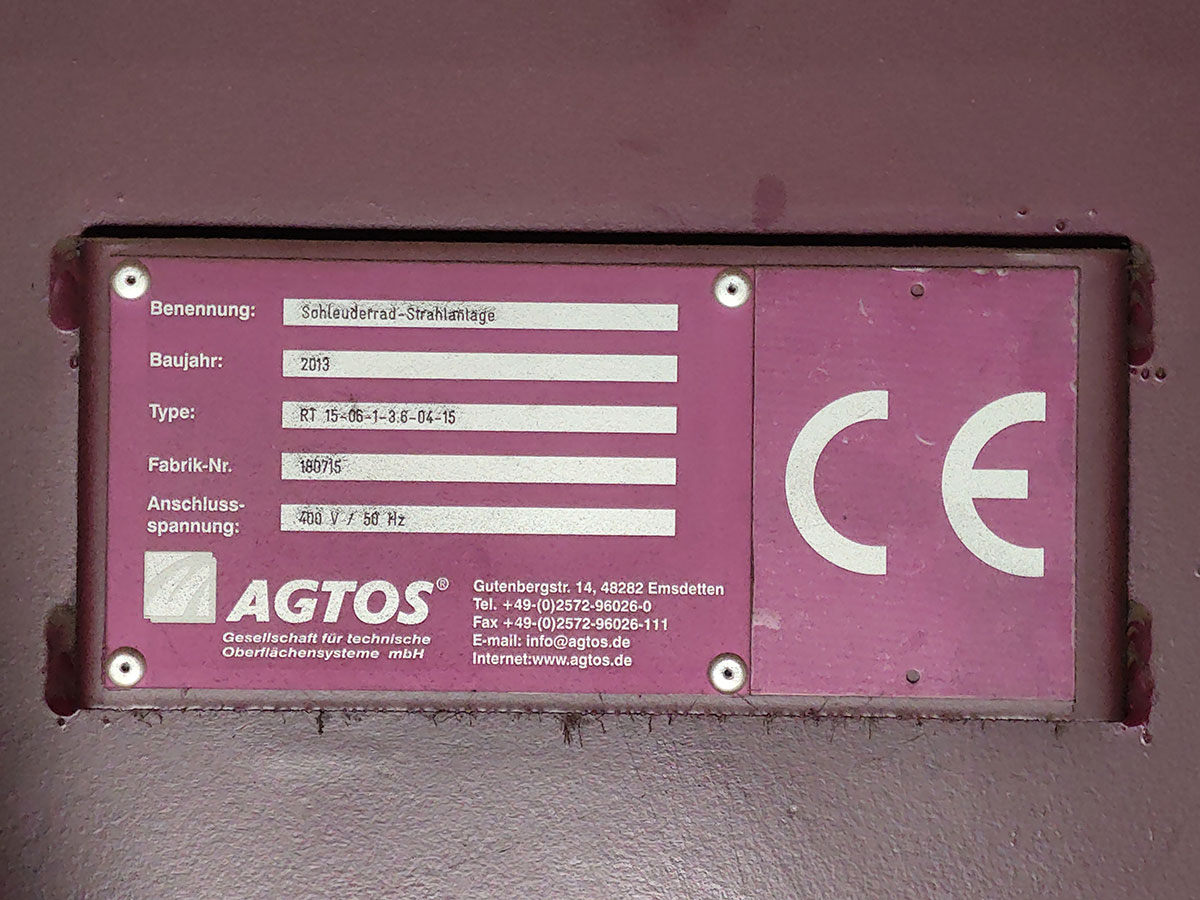 Benennung: Schleuderrad-Strahlanlage
Baujahr: 2013
Type: RT 15-06-1-3.6-04-15
Fabrik-Nr. 180715
Anschluss-
spannung: 400 V / 50 Hz
AGTOS®
Gesellschaft für technische
Oberflächensysteme mbH
Gutenbergstr. 14, 48282 Emsdetten
Tel. +49-(0)2572-96026-0
Fax +49-(0)2572-96026-111
E-mail: info@agtos.de
Internet:www.agtos.de
CE